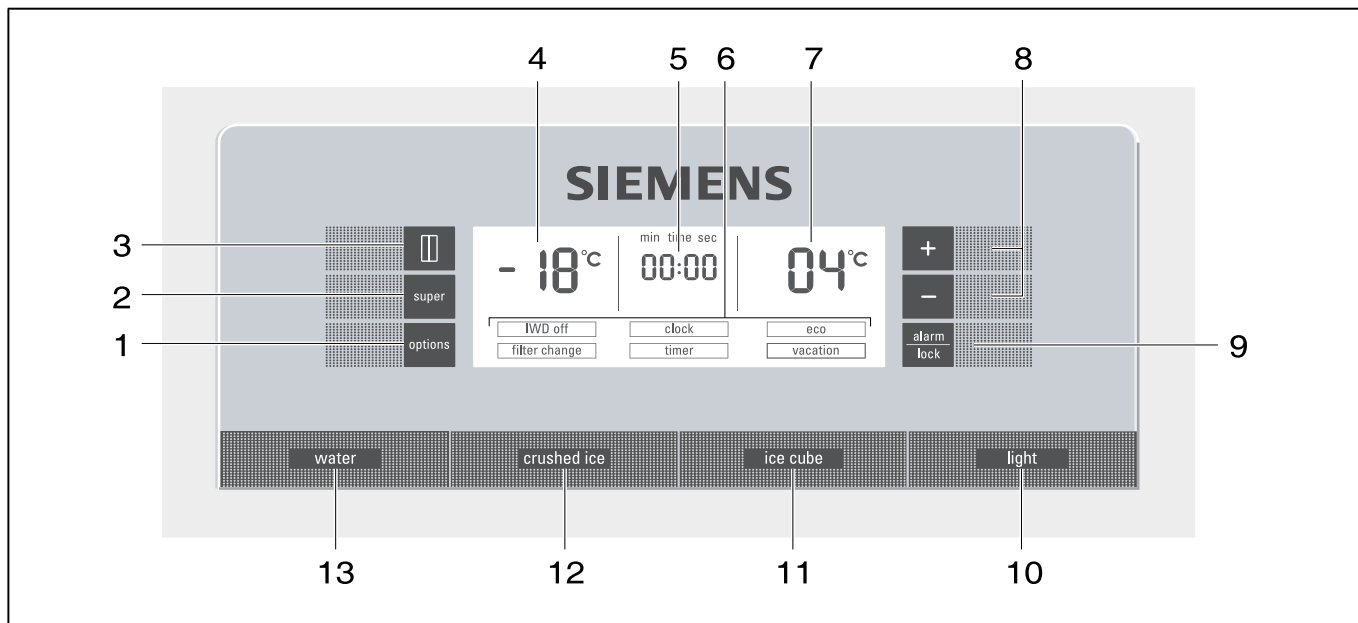 4 5 6 7 8
SIEMENS
min time sec
3 - 18°C 00:00 04°C +
2 super −
1 options IWD off clock eco alarm lock 9
filter change timer vacation
water crushed ice ice cube light
13 12 11 10